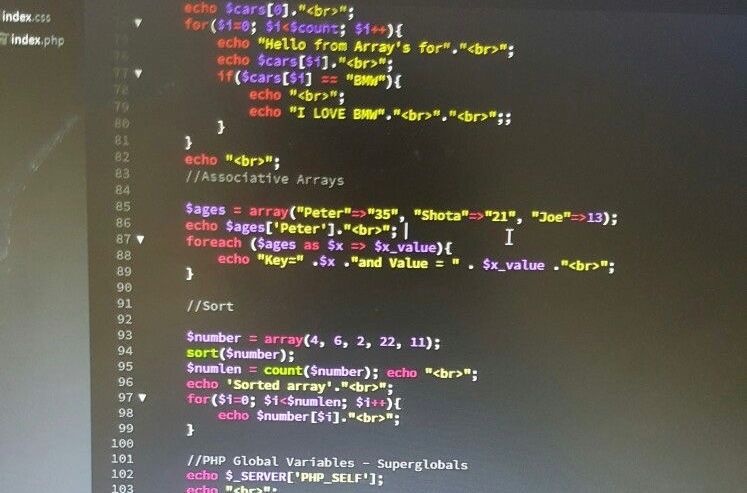 index.css
index.php
echo $cars[0]."<br>";
for($i=0; $i<$count; $i++){
echo "Hello from Array's for"."<br>";
echo $cars[$i]."<br>";
77 if($cars[$i] == "BMW"){
78 echo "<br>";
79 echo "I LOVE BMW"."<br>"."<br>";;
80 }
81 }
82 echo "<br>";
83 //Associative Arrays
84
85 $ages = array("Peter"=>"35", "Shota"=>"21", "Joe"=>13);
86 echo $ages['Peter']."<br>";
87 foreach ($ages as $x => $x_value){
88 echo "Key=" .$x ."and Value = " . $x_value ."<br>";
89 }
90
91 //Sort
92
93 $number = array(4, 6, 2, 22, 11);
94 sort($number);
95 $numlen = count($number); echo "<br>";
96 echo 'Sorted array'."<br>";
97 for($i=0; $i<$numlen; $i++){
98 echo $number[$i]."<br>";
99 }
100
101 //PHP Global Variables - Superglobals
102 echo $_SERVER['PHP_SELF'];
103 echo "<br>";